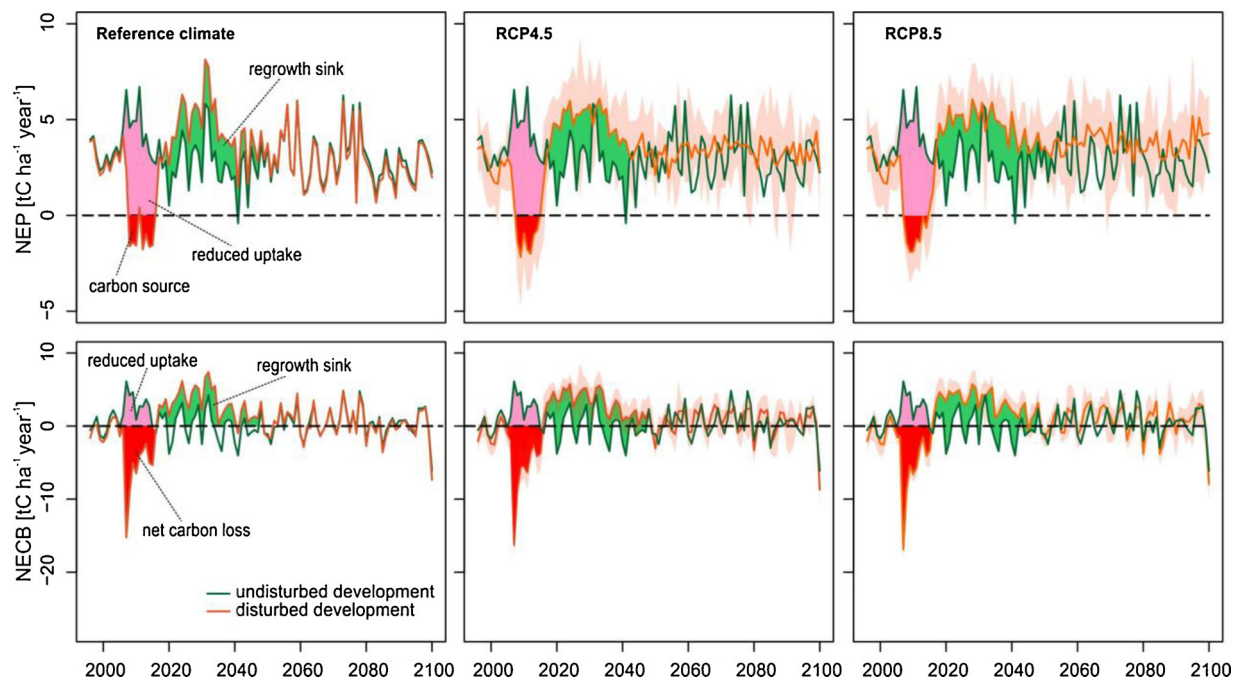 Reference climate
RCP4.5
RCP8.5
NEP [tC ha⁻¹ year⁻¹]
10
5
0
−5
regrowth sink
reduced uptake
carbon source
NECB [tC ha⁻¹ year⁻¹]
10
0
−10
−20
reduced uptake
regrowth sink
net carbon loss
undisturbed development
disturbed development
2000 2020 2040 2060 2080 2100
2000 2020 2040 2060 2080 2100
2000 2020 2040 2060 2080 2100